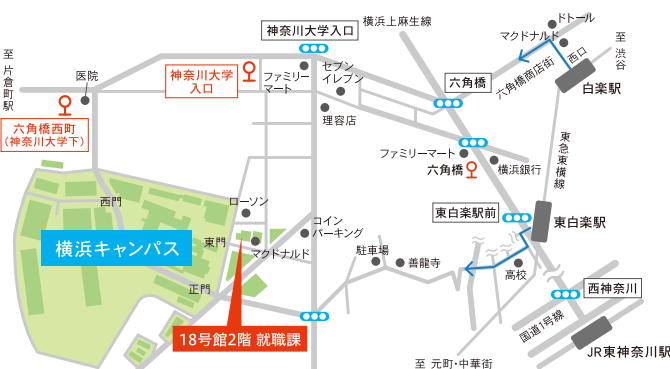 ドトール
マクドナルド
西口
至 渋谷
白楽駅
六角橋商店街
横浜上麻生線
神奈川大学入口
至 片倉町駅
医院
神奈川大学
入口
ファミリー
マート
セブン
イレブン
六角橋
理容店
六角橋西町
(神奈川大学下)
ファミリーマート
六角橋
横浜銀行
東急東横線
西門
ローソン
東白楽駅前
東白楽駅
横浜キャンパス
東門
マクドナルド
コイン
パーキング
駐車場
善龍寺
高校
正門
西神奈川
国道1号線
18号館2階 就職課
JR東神奈川駅
至 元町・中華街